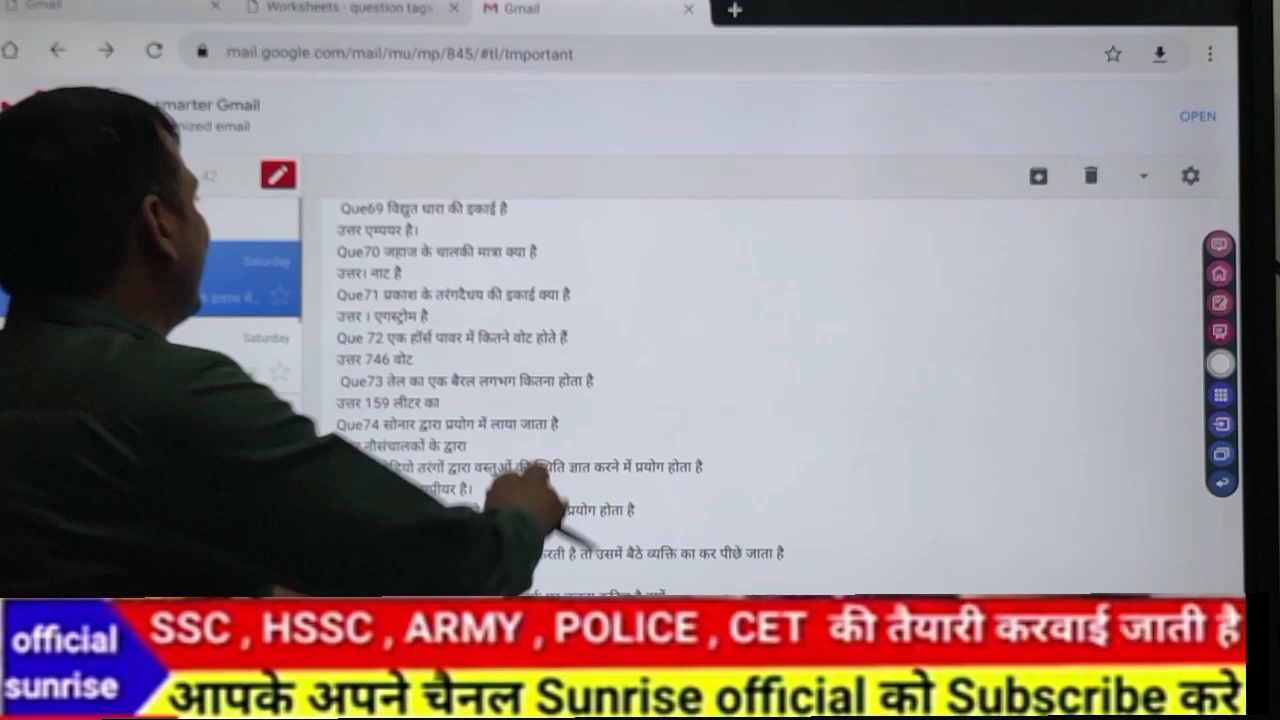 Gmail
Worksheets - question tags
Gmail
mail.google.com/mail/mu/mp/845/#tl/Important
smarter Gmail
OPEN
42
Saturday
Saturday
Que69 विद्युत धारा की इकाई है
उत्तर एम्पयर है।
Que70 जहाज के चालकी मात्रा क्या है
उत्तर। नाट है
Que71 प्रकाश के तरंगदैधय की इकाई क्या है
उत्तर । एगस्ट्रोम है
Que 72 एक हॉर्स पावर में कितने वोट होते हैं
उत्तर 746 वोट
Que73 तेल का एक बैरल लगभग कितना होता है
उत्तर 159 लीटर का
Que74 सोनार द्वारा प्रयोग में लाया जाता है
नौसंचालकों के द्वारा
तरंगों द्वारा वस्तुओं की ज्ञात करने में प्रयोग होता है
है।
प्रयोग होता है
है तो उसमें बैठे व्यक्ति का कर पीछे जाता है
official
sunrise
SSC , HSSC , ARMY , POLICE , CET की तैयारी करवाई जाती है
आपके अपने चैनल Sunrise official को Subscribe करे